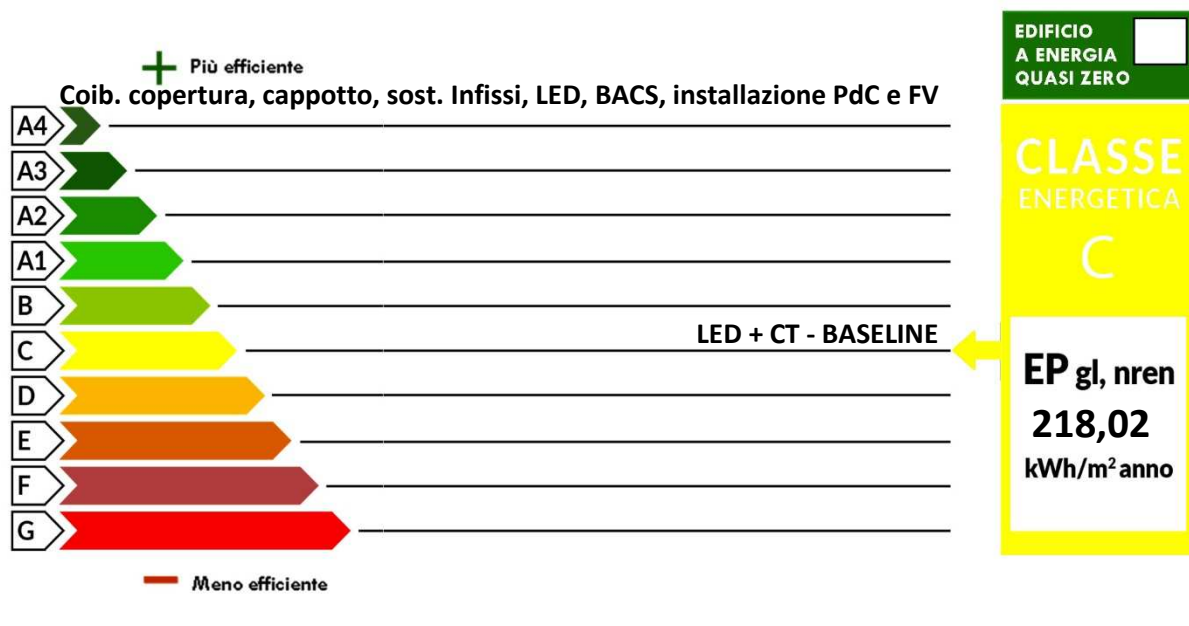 EDIFICIO
A ENERGIA
QUASI ZERO
Più efficiente
Coib. copertura, cappotto, sost. Infissi, LED, BACS, installazione PdC e FV
A4
A3
A2
A1
B
C
D
E
F
G
LED + CT - BASELINE
Meno efficiente
CLASSE
ENERGETICA
C
EP gl, nren
218,02
kWh/m² anno